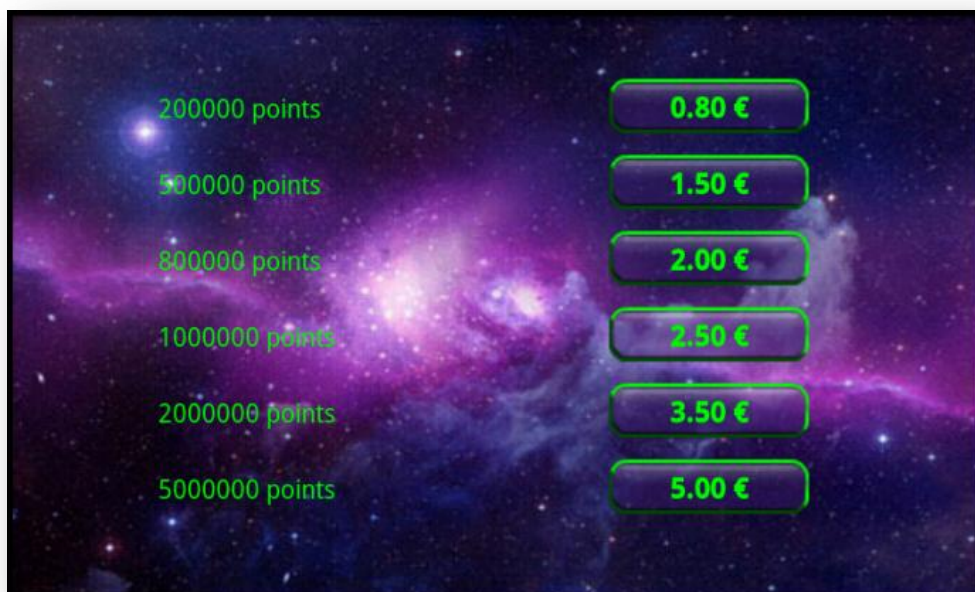 200000 points 0.80 €
500000 points 1.50 €
800000 points 2.00 €
1000000 points 2.50 €
2000000 points 3.50 €
5000000 points 5.00 €